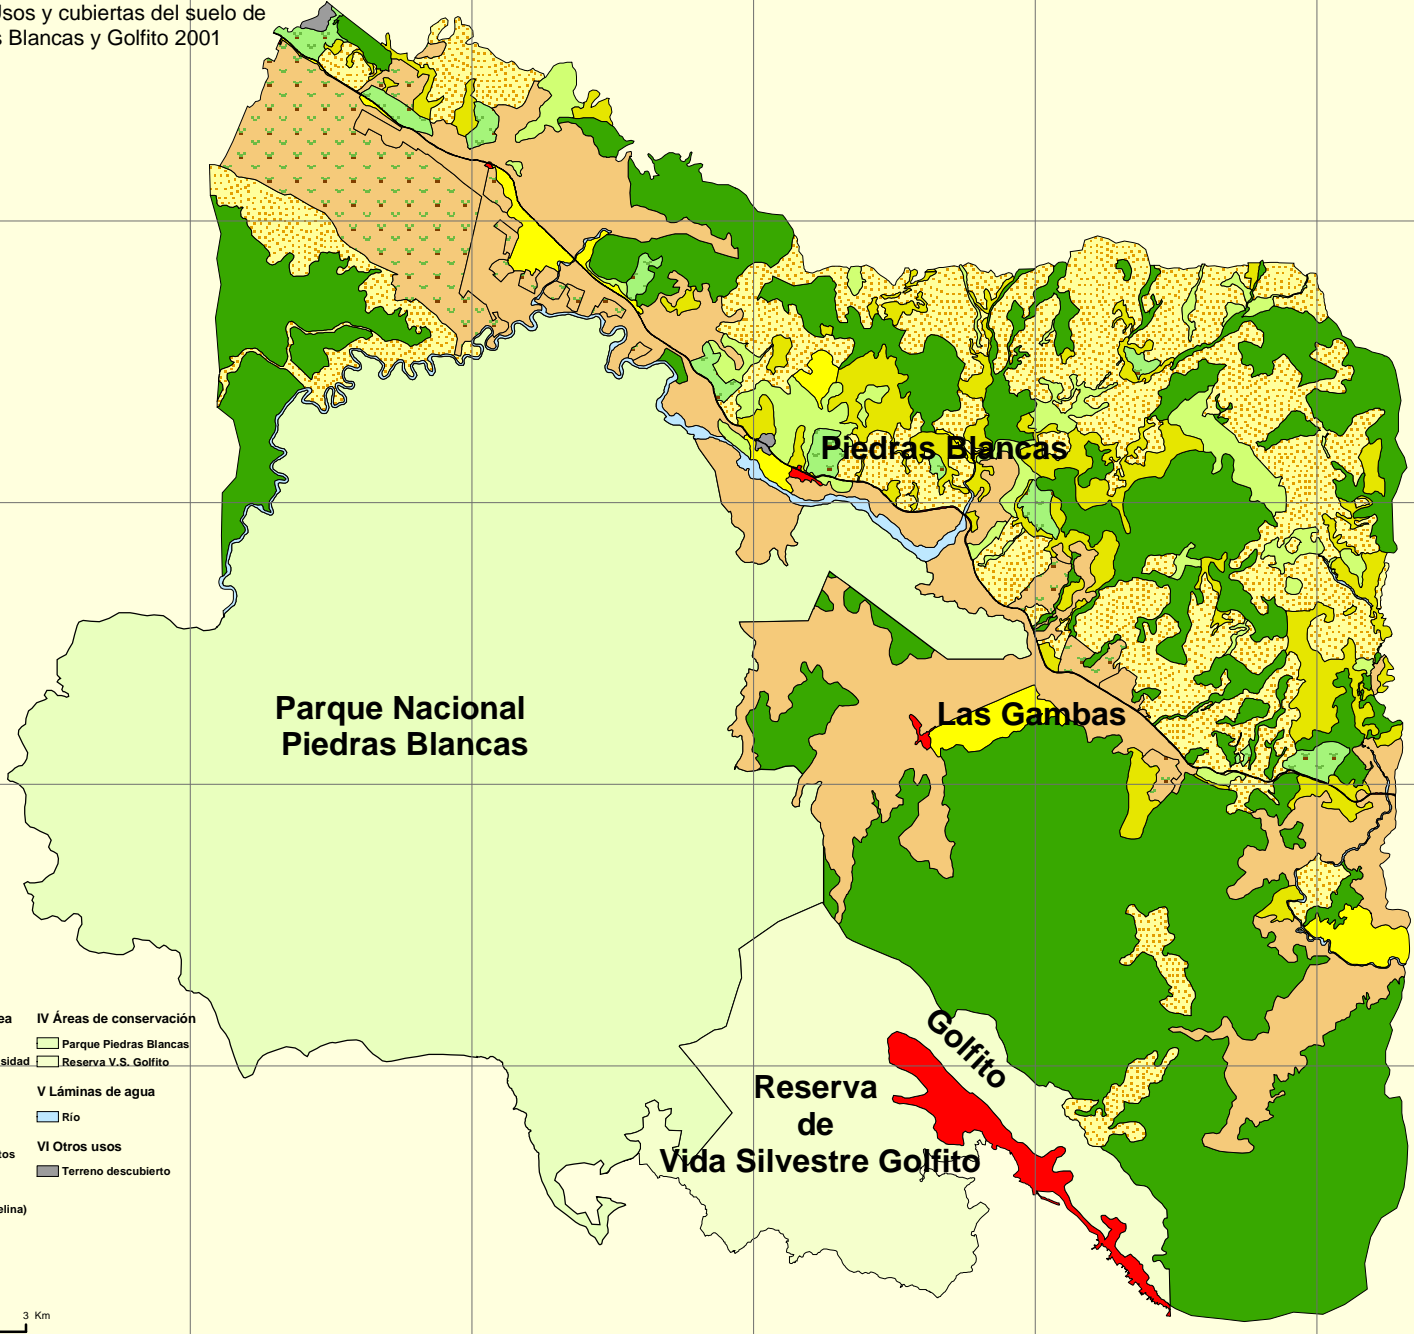 Usos y cubiertas del suelo de
Blancas y Golfito 2001
Piedras Blancas
Parque Nacional
Piedras Blancas
Las Gambas
Golfito
Reserva
de
Vida Silvestre Golfito
IV Áreas de conservación
Parque Piedras Blancas
Reserva V.S. Golfito
V Láminas de agua
Río
VI Otros usos
Terreno descubierto
3 Km